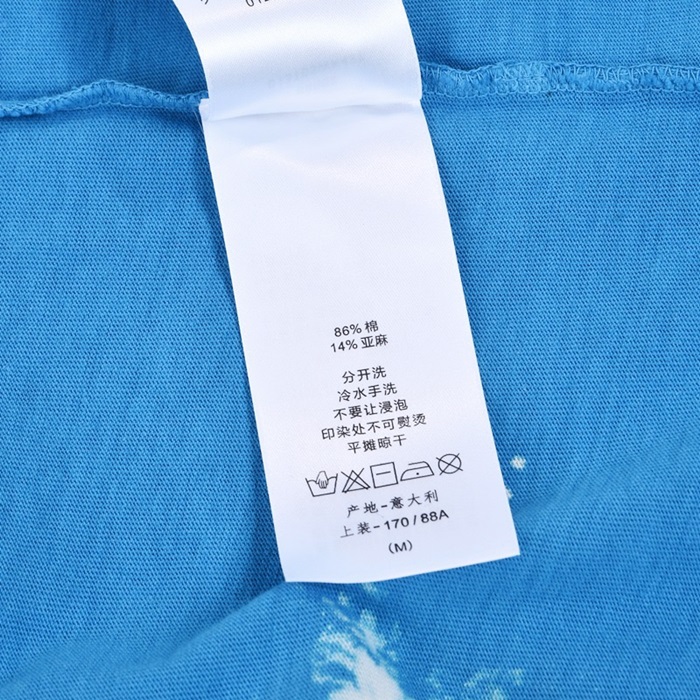 86% 棉
14% 亚麻
分开洗
冷水手洗
不要让浸泡
印染处不可熨烫
平摊晾干
产地-意大利
上装-170/88A
(M)